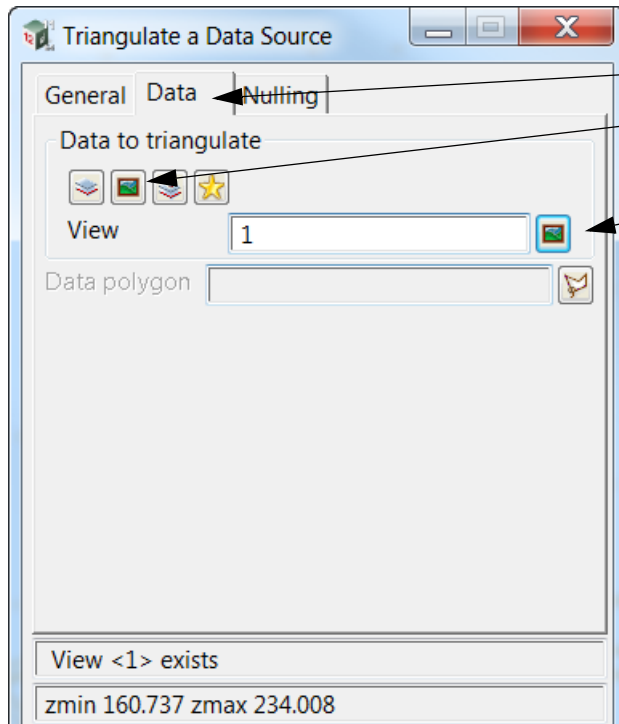 Triangulate a Data Source
General Data Nulling
Data to triangulate
View 1
Data polygon
View <1> exists
zmin 160.737 zmax 234.008